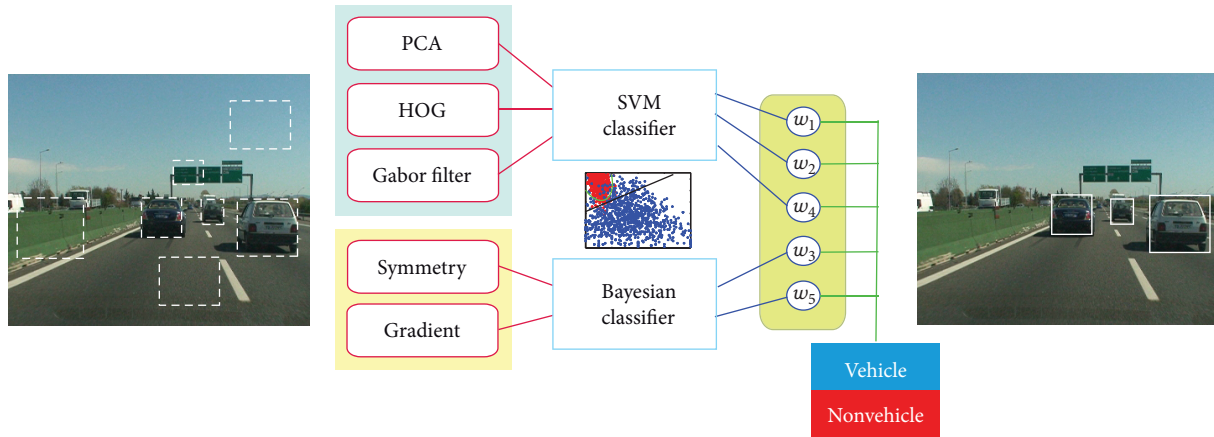 PCA
HOG
Gabor filter
Symmetry
Gradient
SVM
classifier
Bayesian
classifier
w1
w2
w4
w3
w5
Vehicle
Nonvehicle